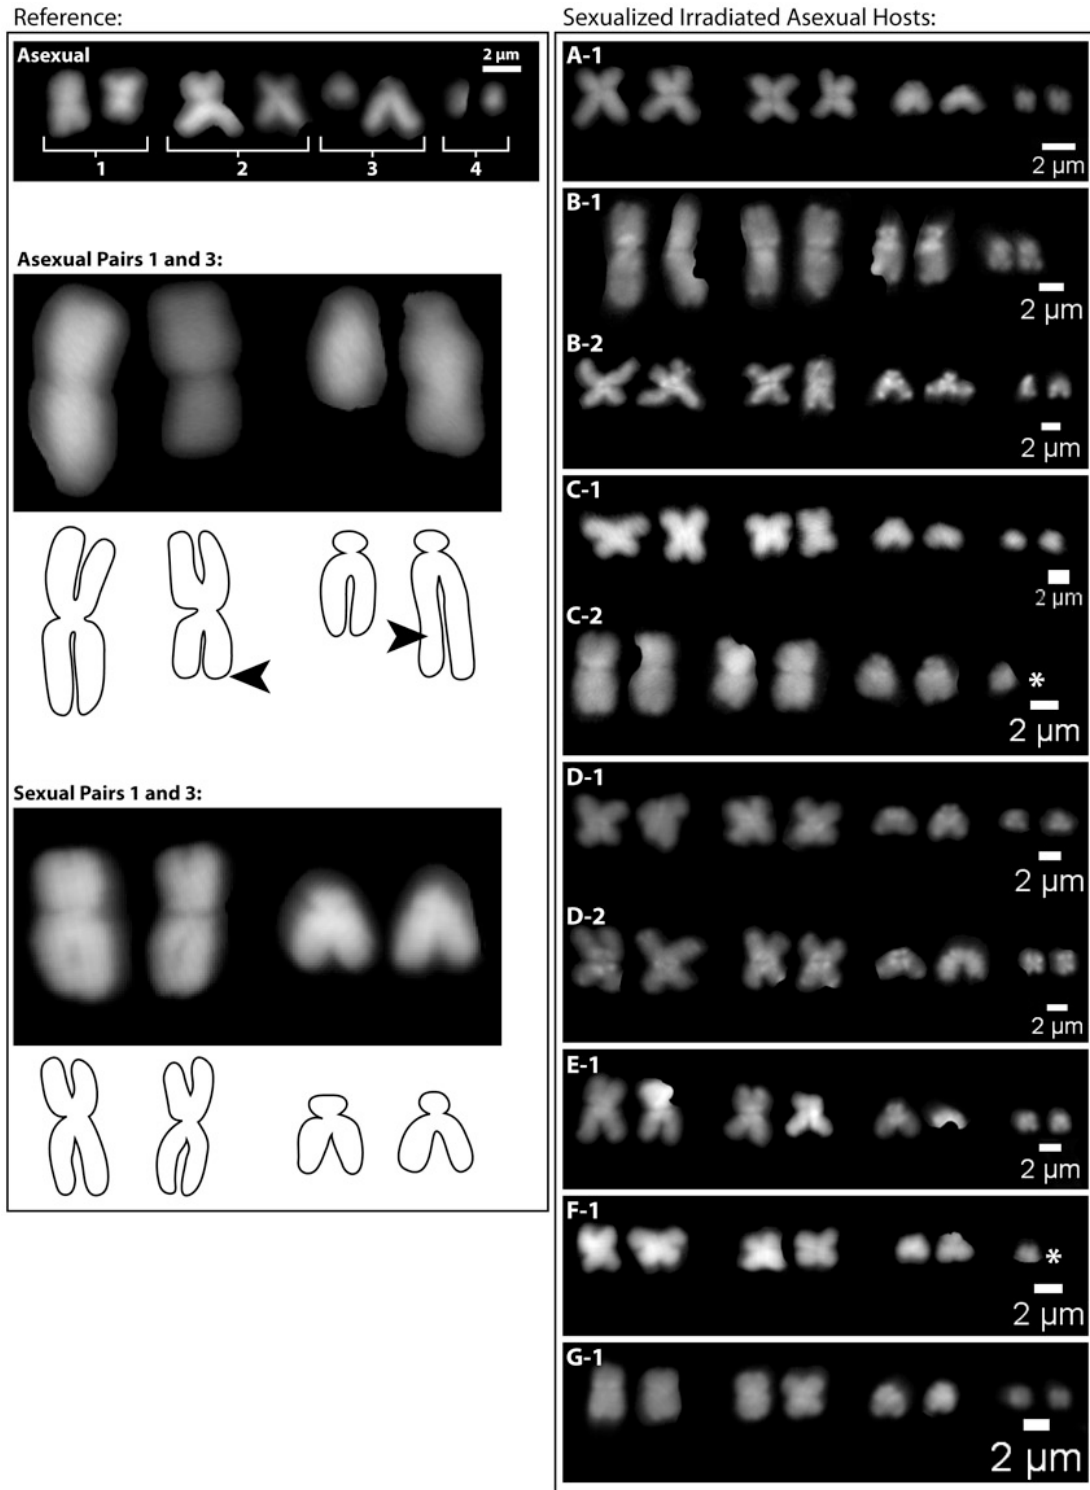 Reference:
Asexual
2 µm
1 2 3 4
Asexual Pairs 1 and 3:
Sexual Pairs 1 and 3:
Sexualized Irradiated Asexual Hosts:
A-1
2 µm
B-1
2 µm
B-2
2 µm
C-1
2 µm
C-2
*
2 µm
D-1
2 µm
D-2
2 µm
E-1
2 µm
F-1
*
2 µm
G-1
2 µm